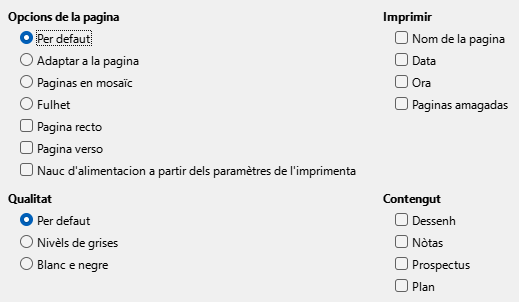 Opcions de la pagina
Per defaut
Adaptar a la pagina
Paginas en mosaïc
Fulhet
Pagina recto
Pagina verso
Nauc d'alimentacion a partir dels paramètres de l'imprimenta
Imprimir
Nom de la pagina
Data
Ora
Paginas amagadas
Qualitat
Per defaut
Nivèls de grises
Blanc e negre
Contengut
Dessenh
Nòtas
Prospectus
Plan